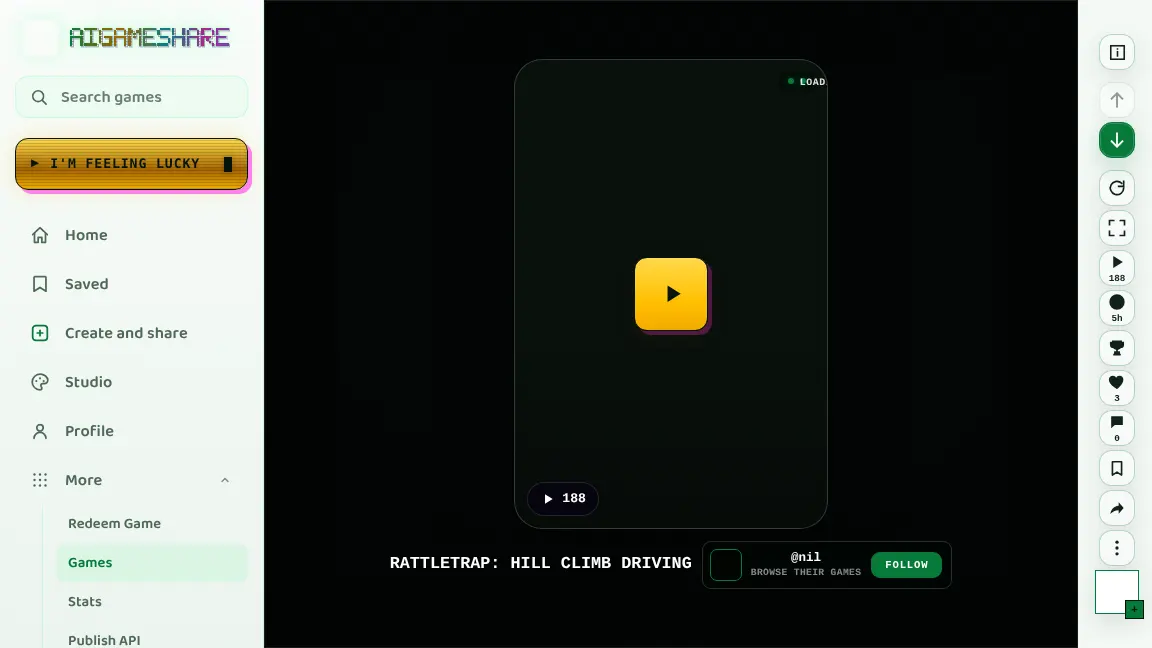 AIGAMESHARE
Search games
I'M FEELING LUCKY
Home
Saved
Create and share
Studio
Profile
More
Redeem Game
Games
Stats
Publish API
LOAD
188
RATTLETRAP: HILL CLIMB DRIVING
@nil
BROWSE THEIR GAMES
FOLLOW
188
5h
3
0